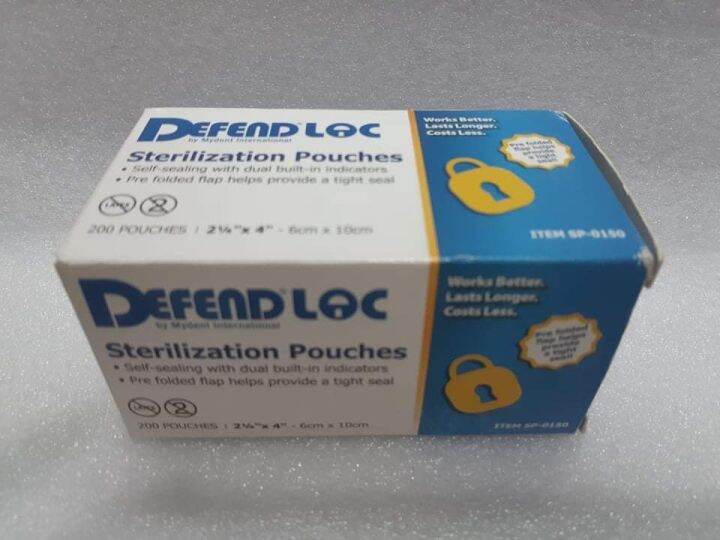 DEFEND LOC
by Mydent International
Works Better.
Lasts Longer.
Costs Less.
Sterilization Pouches
• Self-sealing with dual built-in indicators
• Pre folded flap helps provide a tight seal
Pre folded
flap helps
provide
a tight
seal!
LATEX
200 POUCHES | 2¼" x 4" - 6cm x 10cm
ITEM SP-0150
DEFEND LOC
by Mydent International
Works Better.
Lasts Longer.
Costs Less.
Sterilization Pouches
• Self-sealing with dual built-in indicators
• Pre folded flap helps provide a tight seal
Pre folded
flap helps
provide
a tight
seal!
LATEX
200 POUCHES | 2¼" x 4" - 6cm x 10cm
ITEM SP-0150